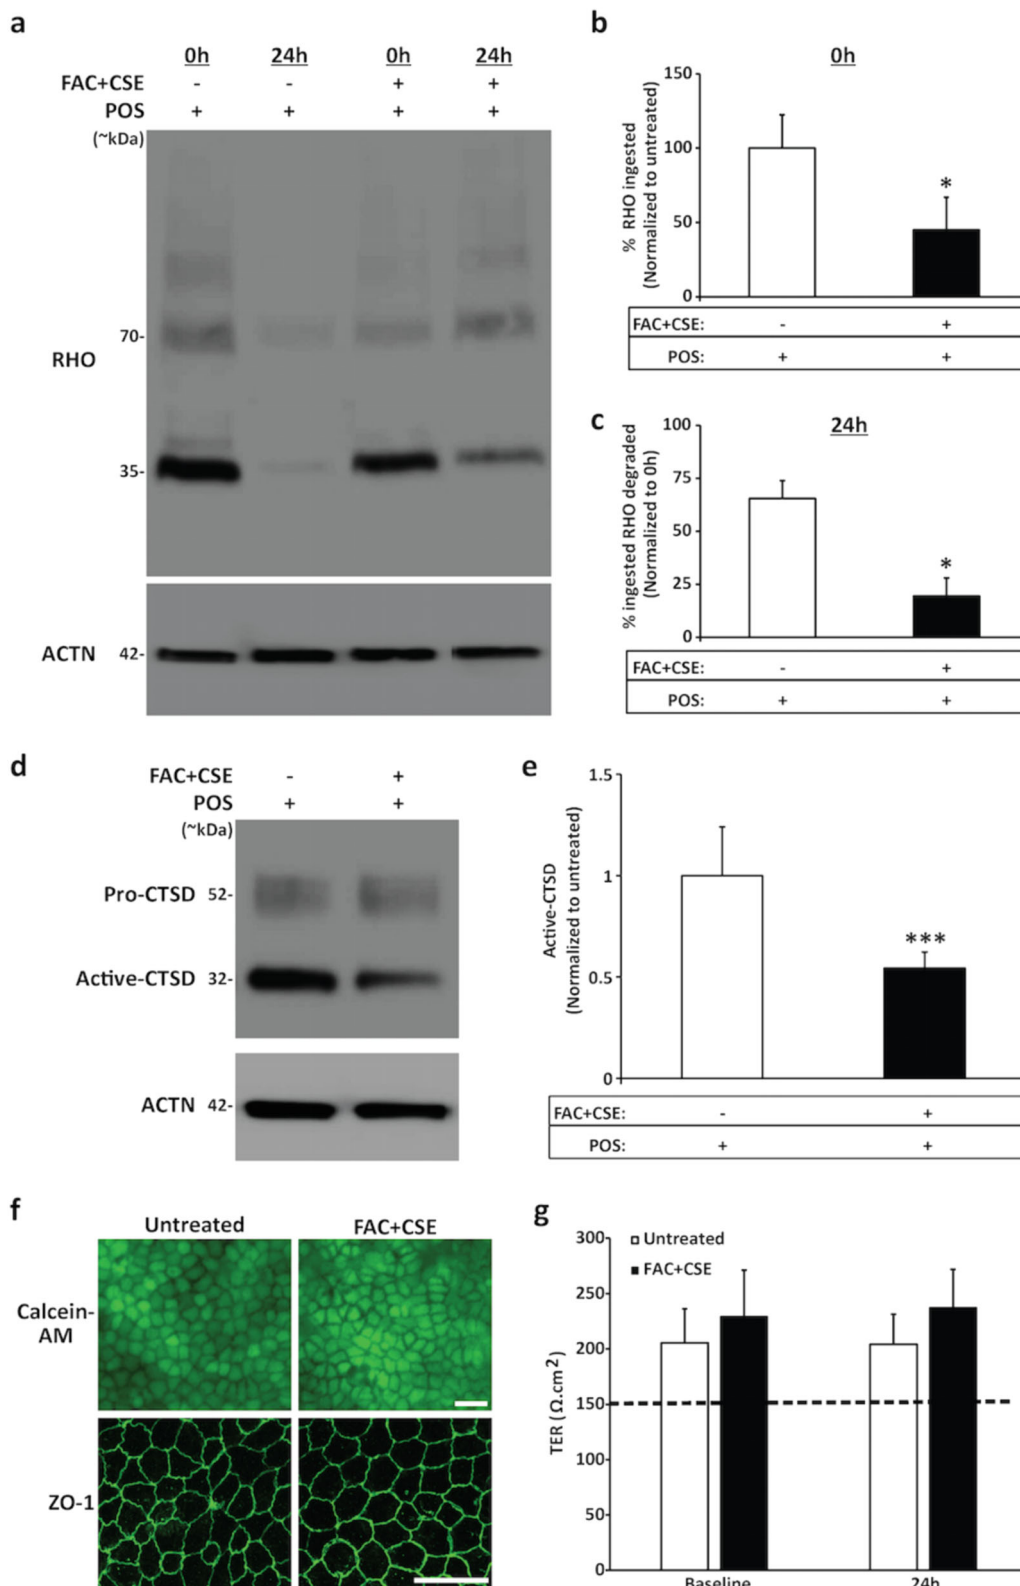 a
0h 24h 0h 24h
FAC+CSE - - + +
POS + + + +
(~kDa)
70-
RHO
35-
ACTN 42-
b
0h
% RHO ingested
(Normalized to untreated)
150
100
50
0
FAC+CSE: - +
POS: + +
*
c
24h
% ingested RHO degraded
(Normalized to 0h)
100
75
50
25
0
*
FAC+CSE: - +
POS: + +
d
FAC+CSE - +
POS + +
(~kDa)
Pro-CTSD 52-
Active-CTSD 32-
ACTN 42-
e
Active-CTSD
(Normalized to untreated)
1.5
1
0.5
0
***
FAC+CSE: - +
POS: + +
f
Untreated FAC+CSE
Calcein-
AM
ZO-1
g
TER (Ω.cm²)
300
250
200
150
100
50
0
Untreated
FAC+CSE
Baseline 24h